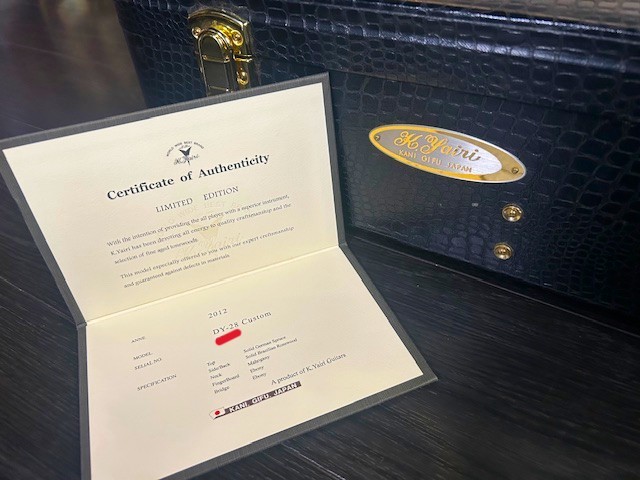 K.Yairi
Certificate of Authenticity
LIMITED EDITION
With the intention of providing the all player with a superior instrument,
K.Yairi has been devoting all energy to quality craftsmanship and the
selection of fine aged tonewoods.
This model especially offered to you with our expert craftsmanship
and guaranteed against defects in materials
ANNE 2012
MODEL: DY-28 Custom
SERIAL NO.
SPECIFICATION: Top Solid German Spruce
Side/Back Solid Brazilian Rosewood
Neck Mahogany
FingerBoard Ebony
Bridge Ebony
A product of K.Yairi Guitars
KANI, GIFU, JAPAN
K Yairi
KANI GIFU JAPAN